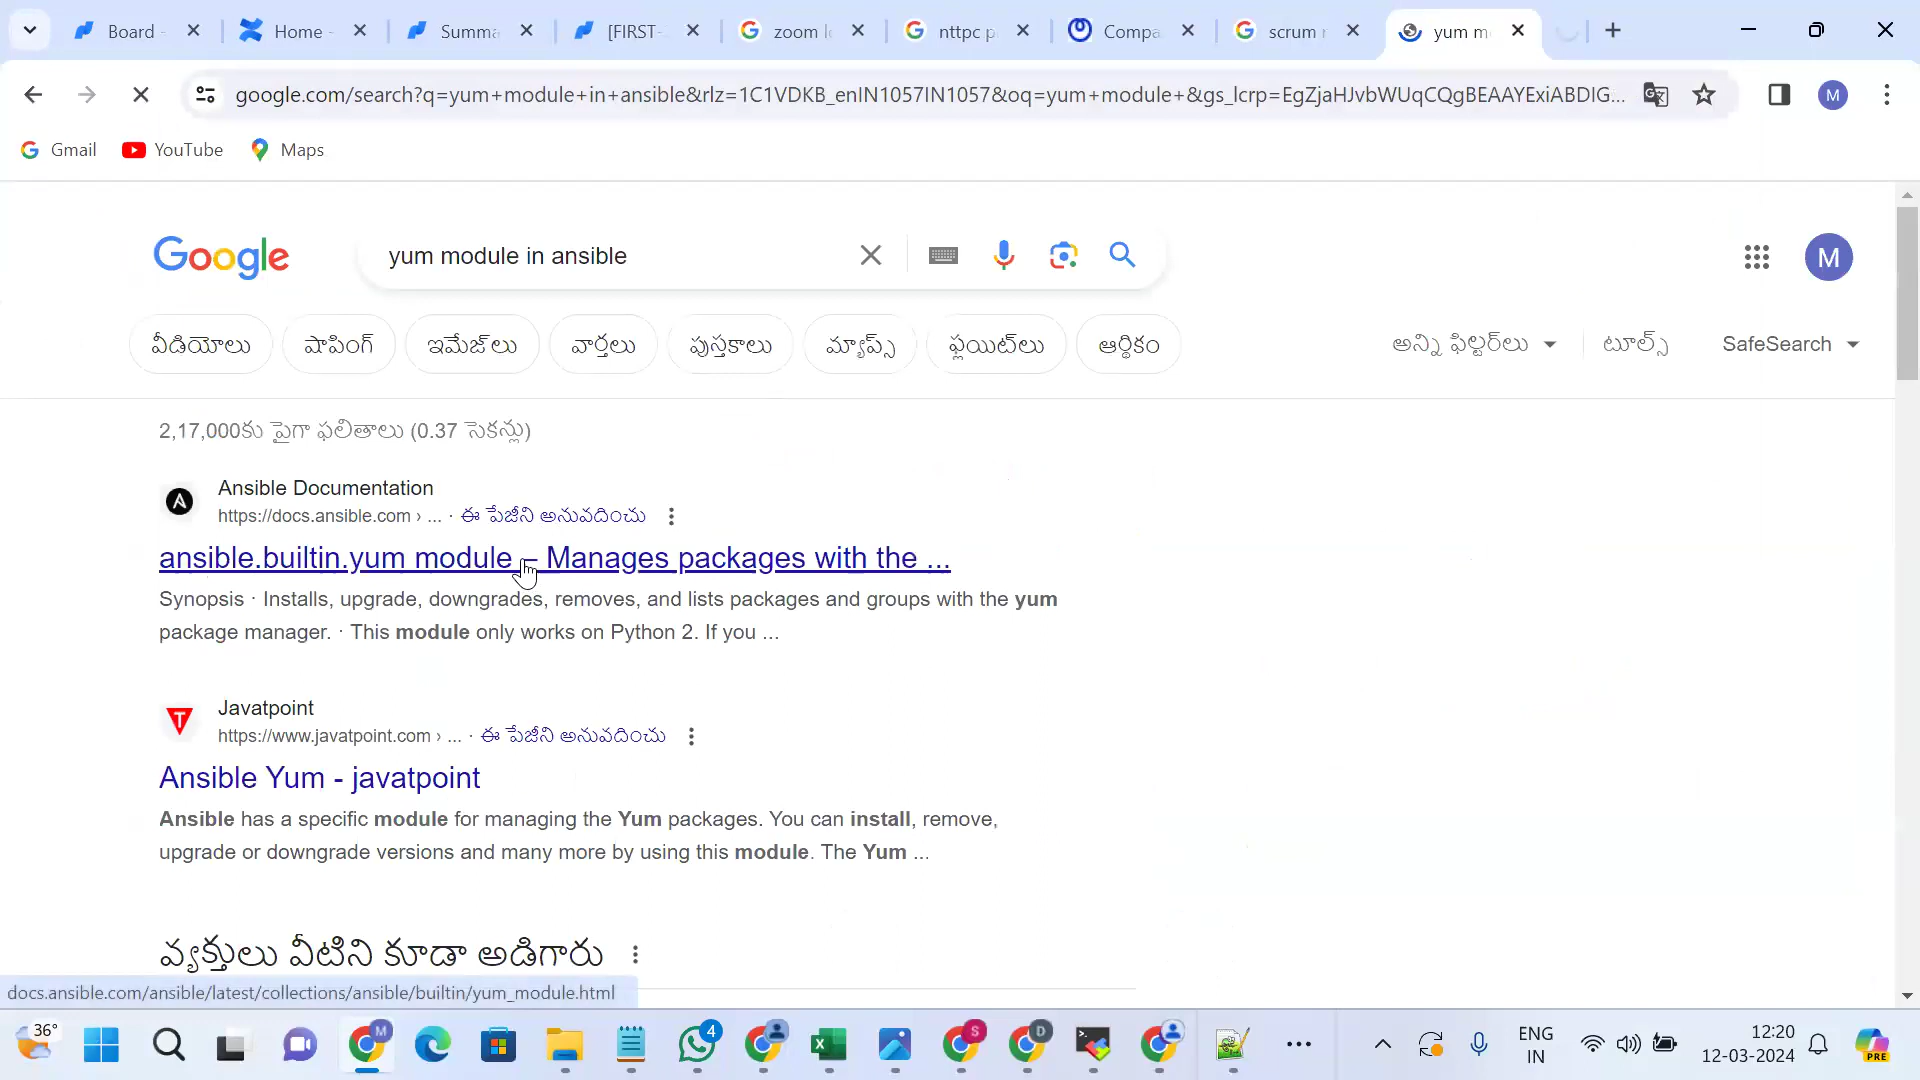 Board
Home -
Summa
[FIRST-
zoom l
nttpc p
Compa
scrum
yum m
google.com/search?q=yum+module+in+ansible&rlz=1C1VDKB_enIN1057IN1057&oq=yum+module+&gs_lcrp=EgZjaHJvbWUqCQgBEAAYExiABDIG...
M
Gmail
YouTube
Maps
Google
yum module in ansible
M
వీడియోలు
షాపింగ్
ఇమేజ్‌లు
వార్తలు
పుస్తకాలు
మ్యాప్స్
ఫ్లయిట్‌లు
ఆర్థికం
అన్ని ఫిల్టర్‌లు
టూల్స్
SafeSearch
2,17,000కు పైగా ఫలితాలు (0.37 సెకన్లు)
Ansible Documentation
https://docs.ansible.com › ... · ఈ పేజీని అనువదించు
ansible.builtin.yum module – Manages packages with the ...
Synopsis · Installs, upgrade, downgrades, removes, and lists packages and groups with the yum
package manager. · This module only works on Python 2. If you ...
Javatpoint
https://www.javatpoint.com › ... · ఈ పేజీని అనువదించు
Ansible Yum - javatpoint
Ansible has a specific module for managing the Yum packages. You can install, remove,
upgrade or downgrade versions and many more by using this module. The Yum ...
వ్యక్తులు వీటిని కూడా అడిగారు
docs.ansible.com/ansible/latest/collections/ansible/builtin/yum_module.html
36°
M
4
S
D
ENG
IN
12:20
12-03-2024
PRE